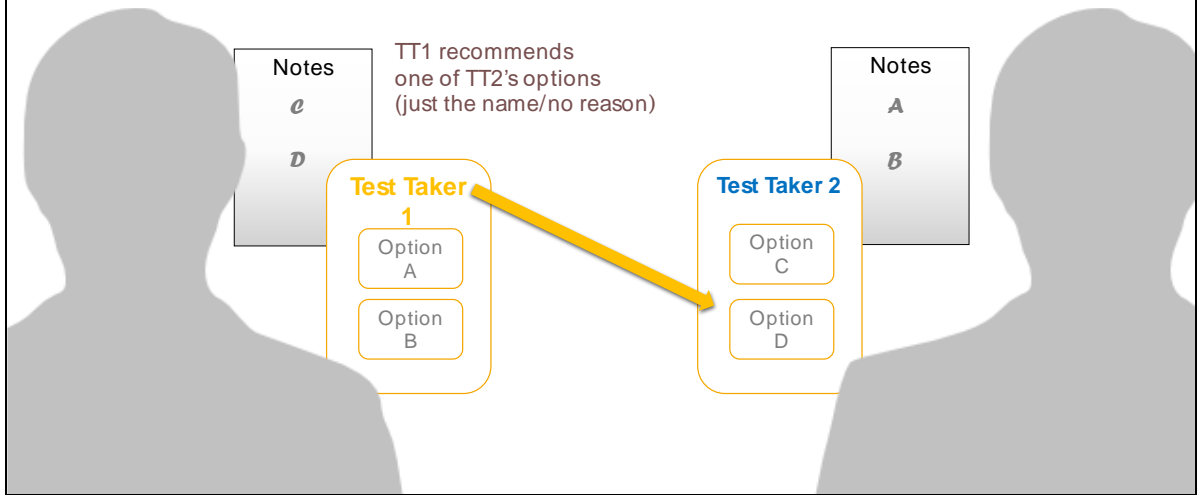 Notes
C
D
TT1 recommends
one of TT2's options
(just the name/no reason)
Test Taker
1
Option
A
Option
B
Notes
A
B
Test Taker 2
Option
C
Option
D